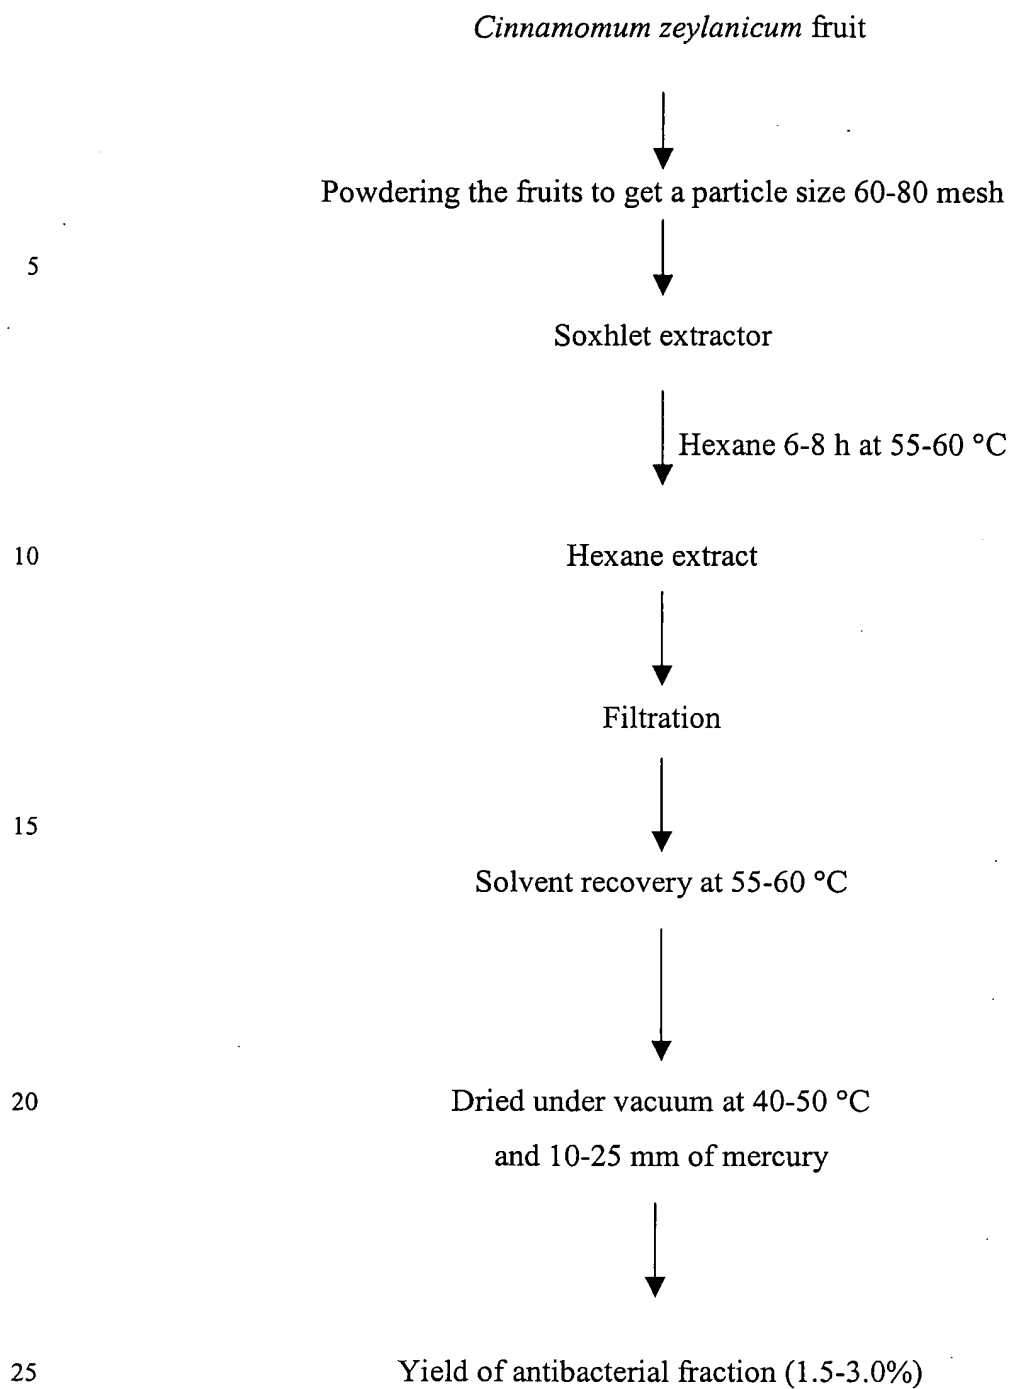 Cinnamomum zeylanicum fruit
Powdering the fruits to get a particle size 60-80 mesh
5
Soxhlet extractor
Hexane 6-8 h at 55-60 °C
10
Hexane extract
Filtration
15
Solvent recovery at 55-60 °C
20
Dried under vacuum at 40-50 °C
and 10-25 mm of mercury
25
Yield of antibacterial fraction (1.5-3.0%)